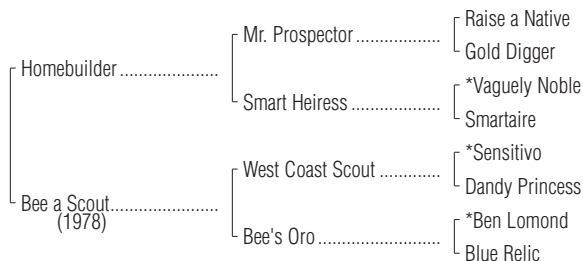 Raise a Native
Mr. Prospector ....................
Gold Digger
Homebuilder .......................
*Vaguely Noble
Smart Heiress .....................
Smartaire
*Sensitivo
West Coast Scout ..............
Dandy Princess
Bee a Scout.........................
(1978)
*Ben Lomond
Bee's Oro ............................
Blue Relic